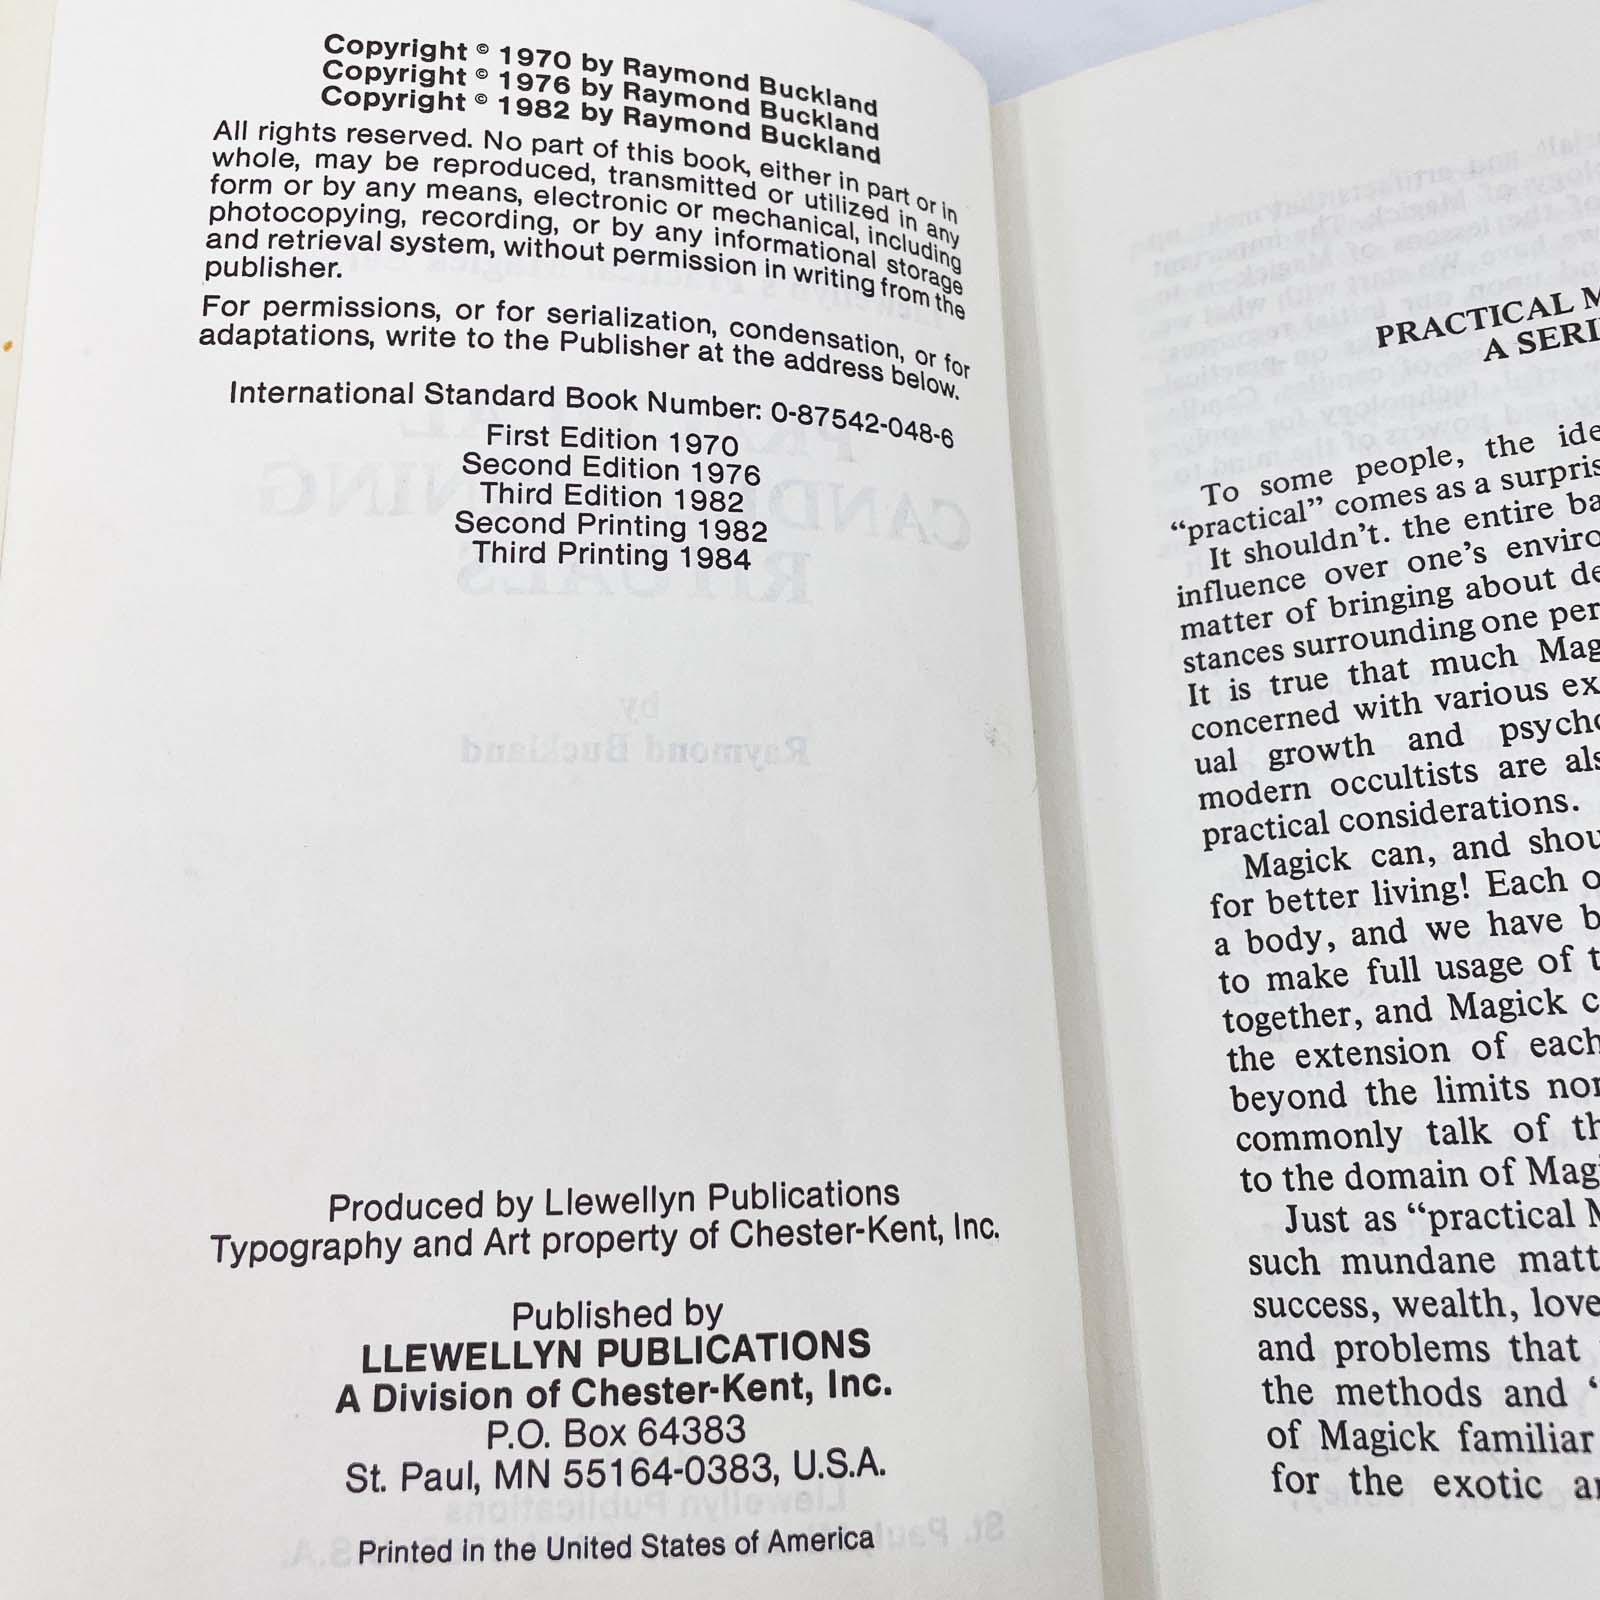 Copyright © 1970 by Raymond Buckland
Copyright © 1976 by Raymond Buckland
Copyright © 1982 by Raymond Buckland
All rights reserved. No part of this book, either in part or in
whole, may be reproduced, transmitted or utilized in any
form or by any means, electronic or mechanical, including
photocopying, recording, or by any informational storage
and retrieval system, without permission in writing from the
publisher.
For permissions, or for serialization, condensation, or for
adaptations, write to the Publisher at the address below.
International Standard Book Number: 0-87542-048-6
First Edition 1970
Second Edition 1976
Third Edition 1982
Second Printing 1982
Third Printing 1984
Produced by Llewellyn Publications
Typography and Art property of Chester-Kent, Inc.
Published by
LLEWELLYN PUBLICATIONS
A Division of Chester-Kent, Inc.
P.O. Box 64383
St. Paul, MN 55164-0383, U.S.A.
Printed in the United States of America
PRACTICAL
A SERI
To some people, the ide
“practical” comes as a surpris
It shouldn’t. the entire ba
influence over one’s enviro
matter of bringing about de
stances surrounding one per
It is true that much Mag
concerned with various ex
ual growth and psycho
modern occultists are als
practical considerations.
Magick can, and shou
for better living! Each o
a body, and we have b
to make full usage of t
together, and Magick c
the extension of each
beyond the limits nor
commonly talk of th
to the domain of Magi
Just as “practical M
such mundane matt
success, wealth, love
and problems that
the methods and “
of Magick familiar
for the exotic an